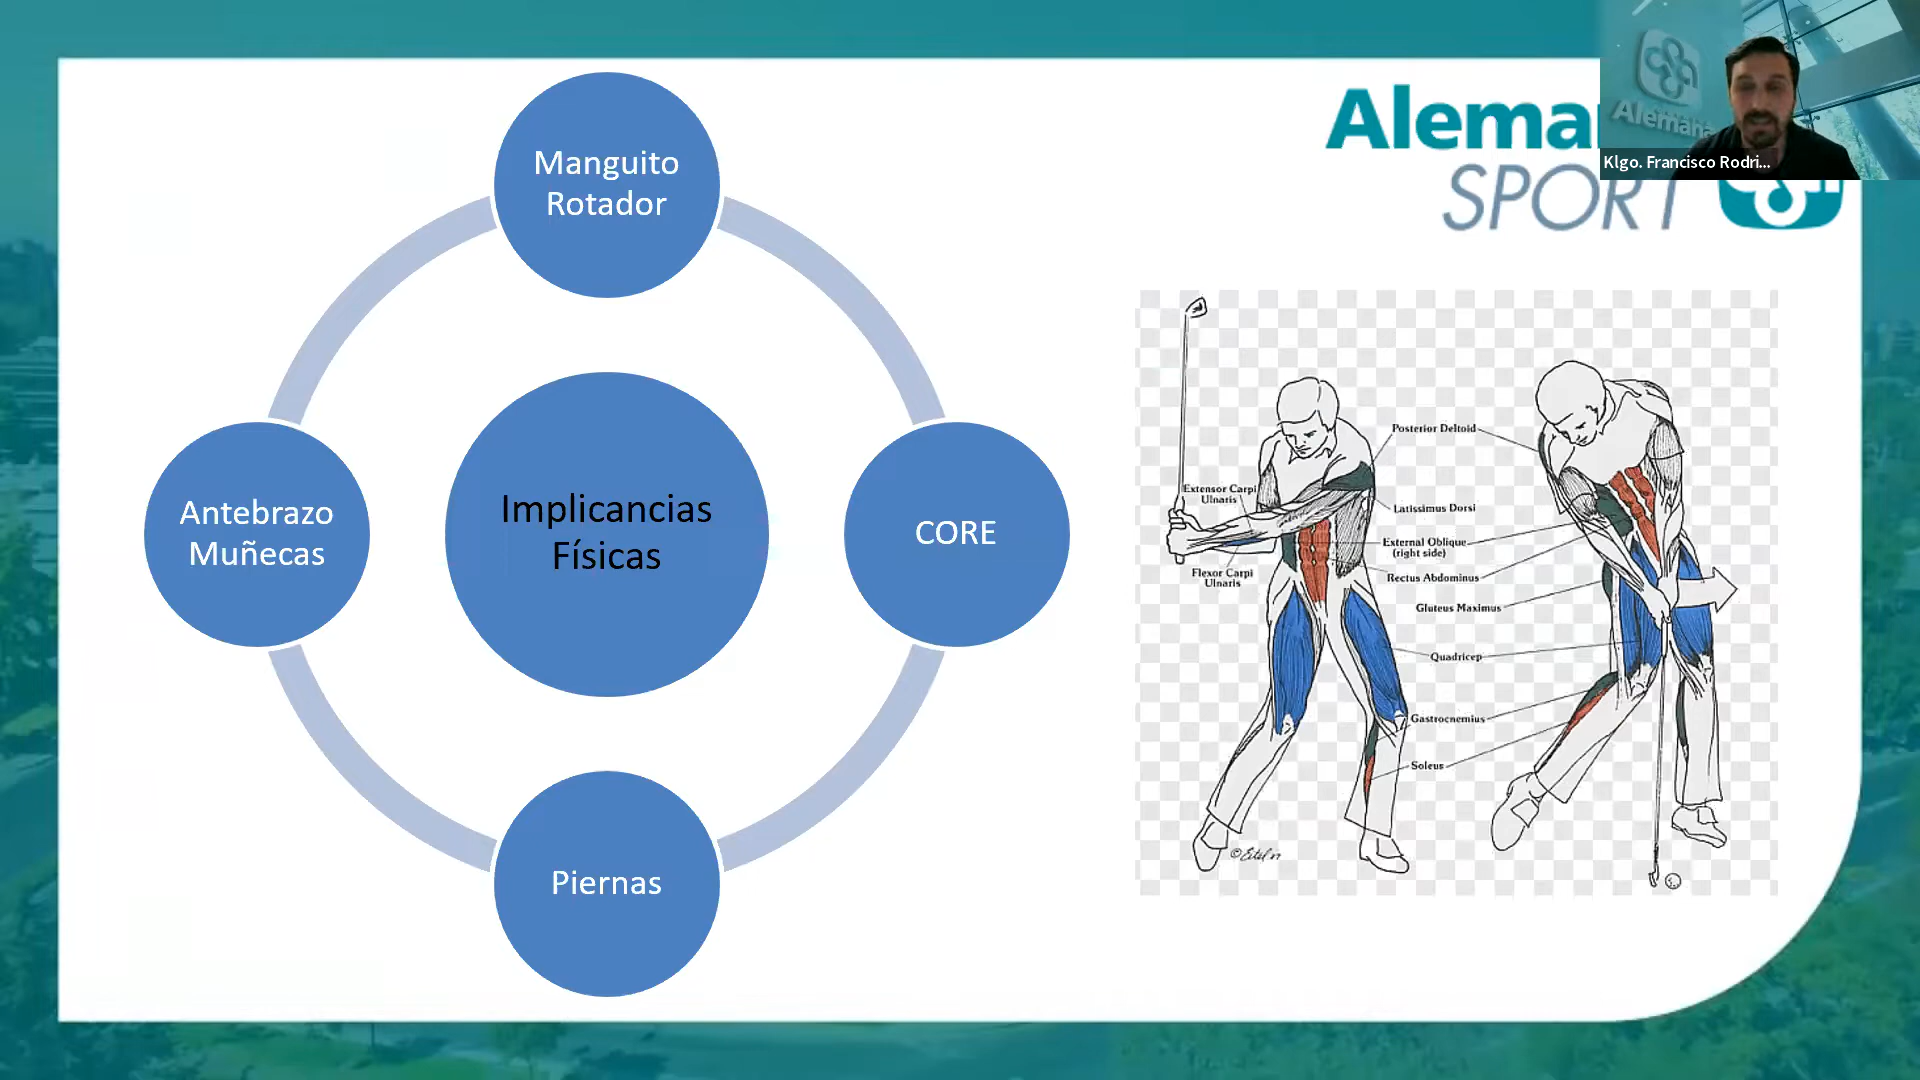 Manguito
Rotador
Antebrazo
Muñecas
Implicancias
Físicas
CORE
Piernas
SPORT
Alemana
Klgo. Francisco Rodri...
Posterior Deltoid
Extensor Carpi
Ulnaris
Latissimus Dorsi
External Oblique
(right side)
Flexor Carpi
Ulnaris
Rectus Abdominus
Gluteus Maximus
Quadricep
Gastrocnemius
Soleus